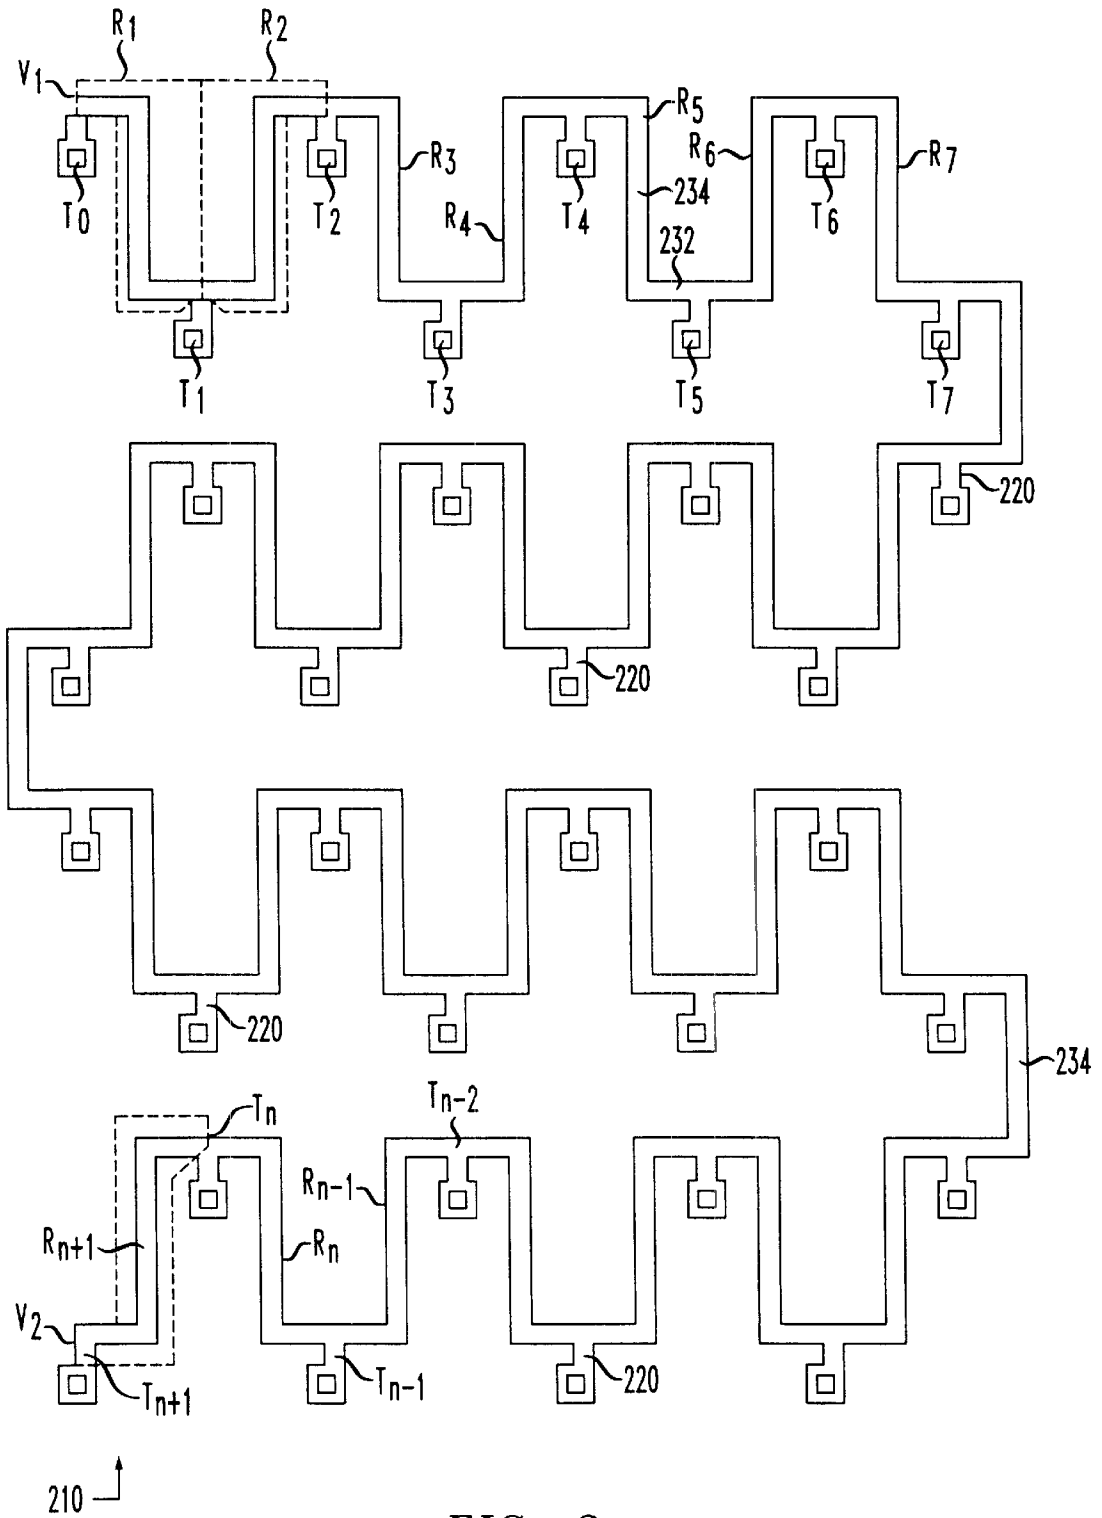 R1 R2
V1
R5
R3 R6 R7
234
T0 T2 R4 T4 T6
232
T1 T3 T5 T7
220
220
220
234
Tn-2
Tn
Rn-1
Rn+1 Rn
V2
Tn+1 Tn-1 220
210